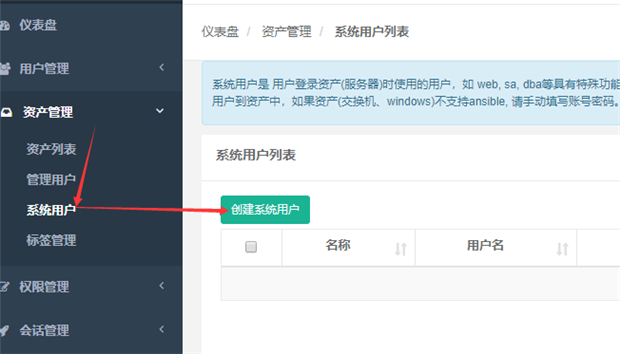 仪表盘
用户管理
资产管理
资产列表
管理用户
系统用户
标签管理
权限管理
会话管理
仪表盘 / 资产管理 / 系统用户列表
系统用户是 用户登录资产(服务器)时使用的用户，如 web, sa, dba等具有特殊功能
用户到资产中，如果资产(交换机、windows)不支持ansible, 请手动填写账号密码。
系统用户列表
创建系统用户
名称 用户名